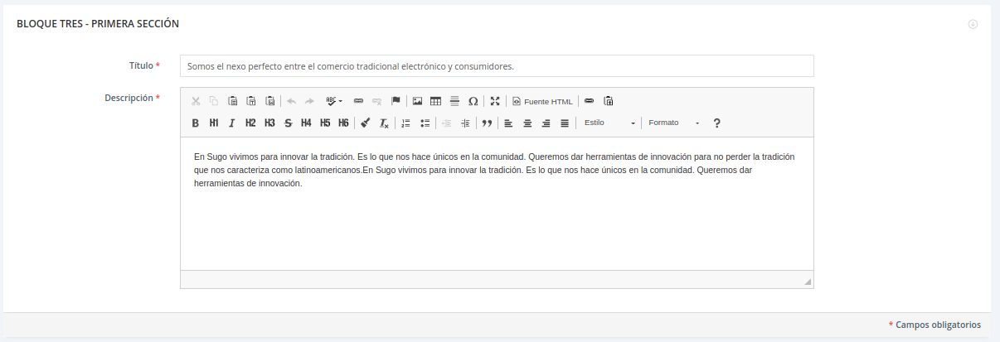 BLOQUE TRES - PRIMERA SECCIÓN
Título *
Somos el nexo perfecto entre el comercio tradicional electrónico y consumidores.
Descripción *
ABC
Fuente HTML
B H1 I H2 H3 S H4 H5 H6 Estilo Formato ?
En Sugo vivimos para innovar la tradición. Es lo que nos hace únicos en la comunidad. Queremos dar herramientas de innovación para no perder la tradición
que nos caracteriza como latinoamericanos.En Sugo vivimos para innovar la tradición. Es lo que nos hace únicos en la comunidad. Queremos dar
herramientas de innovación.
* Campos obligatorios